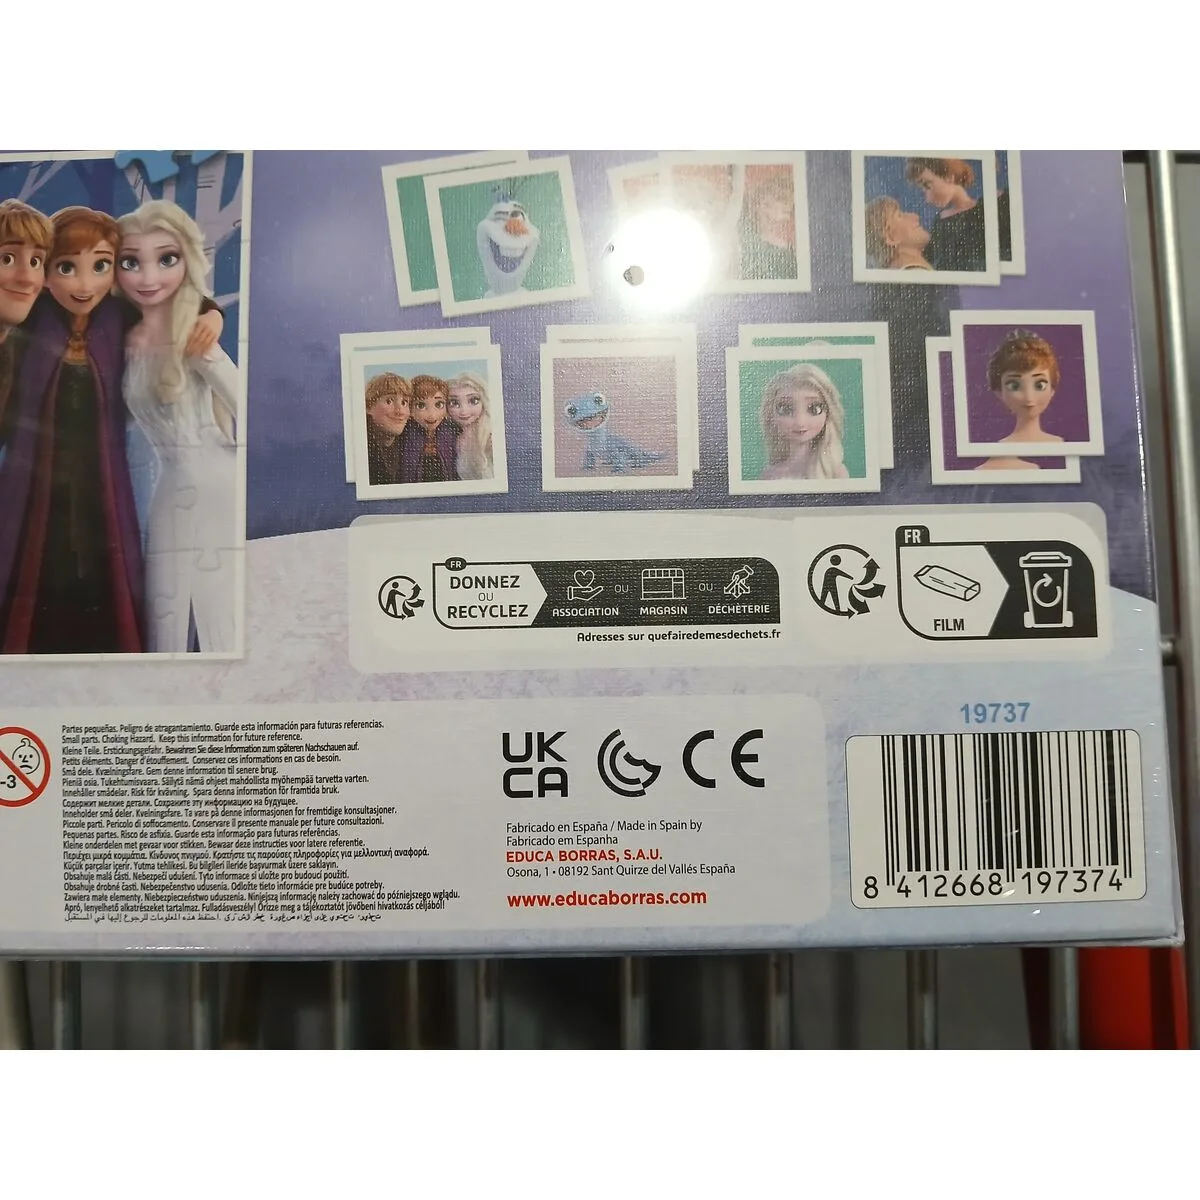 FR
DONNEZ
OU
RECYCLEZ
ASSOCIATION
OU
MAGASIN
OU
DÉCHÈTERIE
Adresses sur quefairedemesdechets.fr
FR
FILM
-3
Partes pequeñas. Peligro de atragantamiento. Guarde esta información para futuras referencias.
Small parts. Choking Hazard. Keep this information for future reference.
Kleine Teile. Erstickungsgefahr. Bewahren Sie diese Information zum späteren Nachschauen auf.
Petits éléments. Danger d'étouffement. Conservez ces informations en cas de besoin.
Små dele. Kvælningsfare. Gem denne information til senere brug.
Pieniä osia. Tukehtumisvaara. Säilytä nämä ohjeet mahdollista myöhempää tarvetta varten.
Innehåller smådelar. Risk för kvävning. Spara denna information för framtida bruk.
Содержит мелкие детали. Сохраните эту информацию на будущее.
Inneholder små deler. Kvelningsfare. Ta vare på denne informasjonen for fremtidige konsultasjoner.
Piccole parti. Pericolo di soffocamento. Conservare il presente manuale per future consultazioni.
Pequenas partes. Risco de asfixia. Guarde esta informação para futuras referências.
Kleine onderdelen met gevaar voor stikken. Bewaar deze instructies voor latere referentie.
Περιέχει μικρά κομμάτια. Κίνδυνος πνιγμού. Κρατήστε τις παρούσες πληροφορίες για μελλοντική αναφορά.
Küçük parçalar içerir. Yutma tehlikesi. Bu bilgileri ileride başvurmak üzere saklayın.
Obsahuje malá části. Nebezpečí udušení. Tyto informace si uložte pro budoucí použití.
Obsahuje drobné časti. Nebezpečenstvo udusenia. Odložte tieto informácie pre budúce potreby.
Zawiera małe elementy. Niebezpieczeństwo uduszenia. Niniejszą informację należy zachować do późniejszego wglądu.
Apró, lenyelhető alkatrészeket tartalmaz. Fulladásveszély! Őrizze meg a tájékoztatót jövőbeni hivatkozás céljából!
UK
CA
CE
Fabricado en España / Made in Spain by
Fabricado em Espanha
EDUCA BORRAS, S.A.U.
Osona, 1 • 08192 Sant Quirze del Vallés España
www.educaborras.com
19737
8 412668 197374